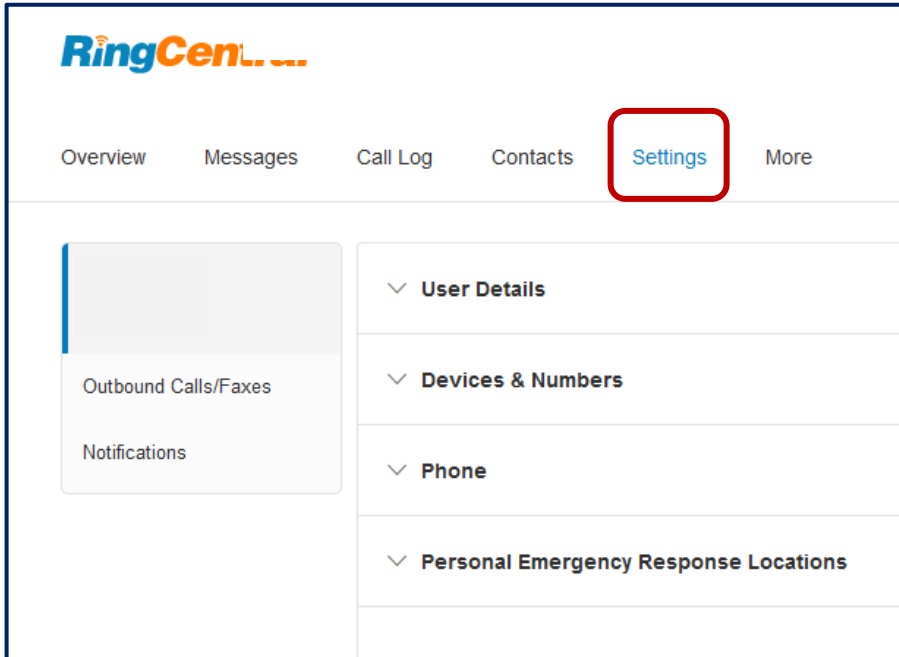 Overview Messages Call Log Contacts Settings More
User Details
Outbound Calls/Faxes
Devices & Numbers
Notifications
Phone
Personal Emergency Response Locations